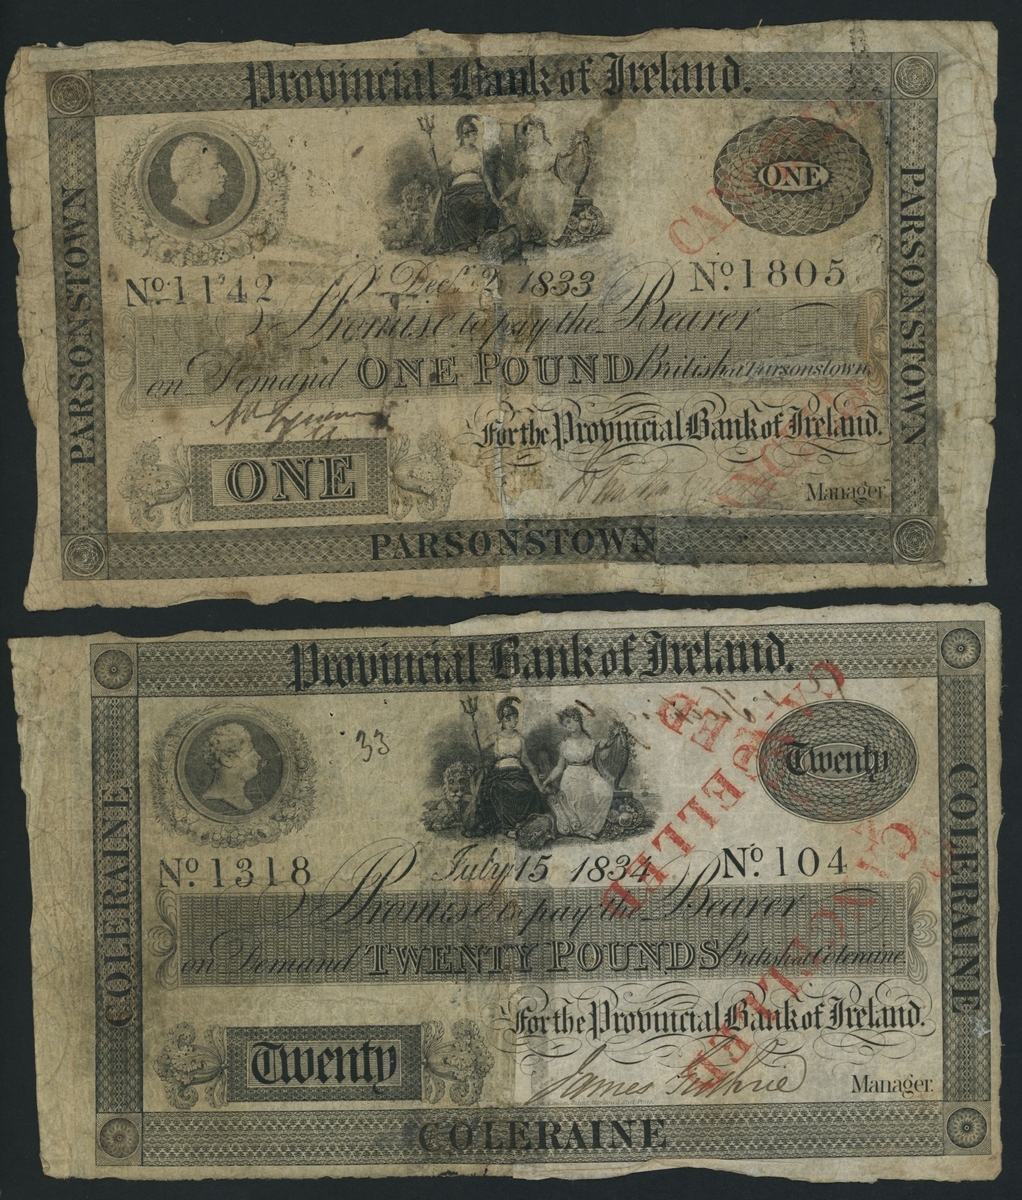 Provincial Bank of Ireland.
ONE
PARSONSTOWN
PARSONSTOWN
No. 1142
Decr. 2 1833
No. 1805
I Promise to pay the Bearer
on Demand ONE POUND British at Parsonstown.
For the Provincial Bank of Ireland.
ONE
Manager
PARSONSTOWN
Provincial Bank of Ireland.
33
CANCELLED
Twenty
COLERAINE
COLERAINE
No. 1318
July 15 1834
No. 104
I Promise to pay the Bearer
on Demand TWENTY POUNDS British at Coleraine.
For the Provincial Bank of Ireland.
CANCELLED
Twenty
James Guthrie
Manager.
COLERAINE